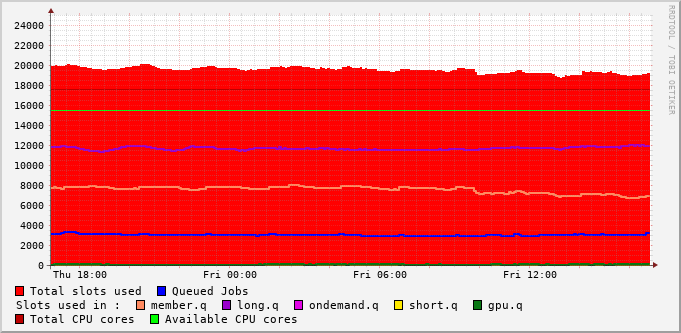 24000
22000
20000
18000
16000
14000
12000
10000
8000
6000
4000
2000
0
Thu 18:00 Fri 00:00 Fri 06:00 Fri 12:00
Total slots used Queued Jobs
Slots used in : member.q long.q ondemand.q short.q gpu.q
Total CPU cores Available CPU cores
RRDTOOL / TOBI OETIKER